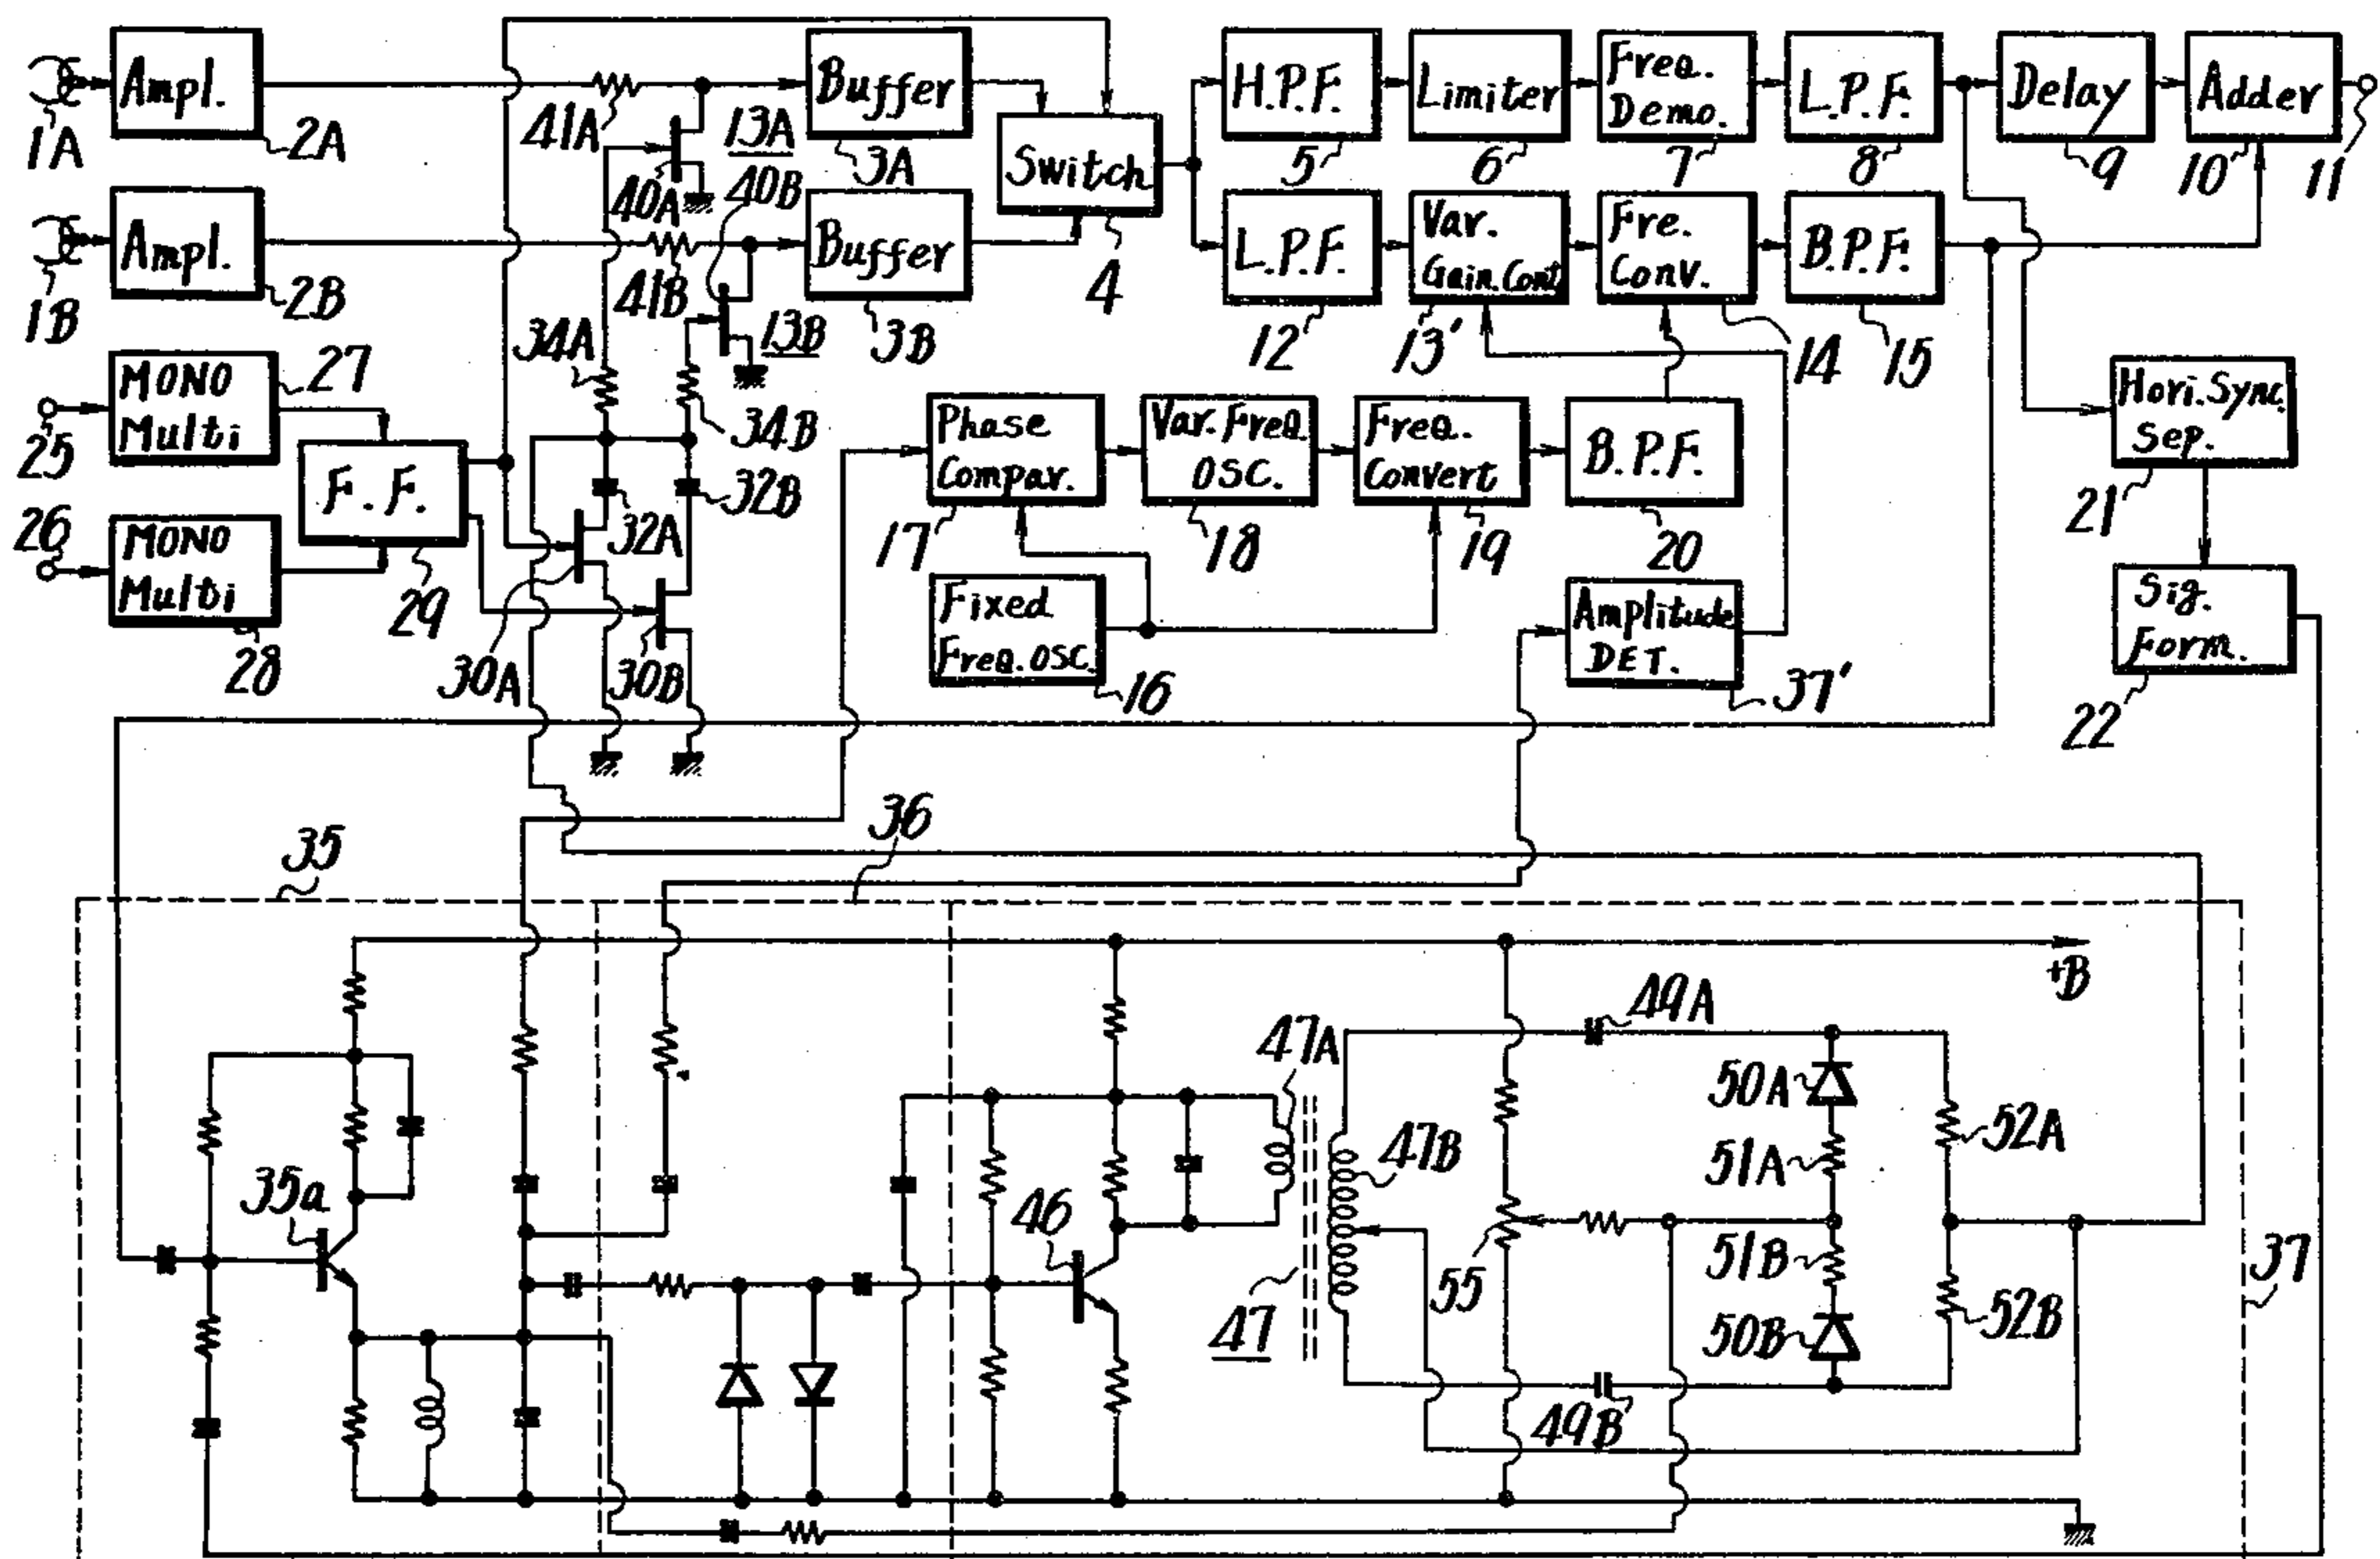 Ampl.
1A
2A
41A
13A
40A
40B
Buffer
3A
Switch
4
H.P.F.
5
Limiter
6
Freq.
Demo.
7
L.P.F.
8
Delay
9
Adder
10
11
Ampl.
1B
2B
41B
13B
Buffer
3B
L.P.F.
12
Var.
Gain.Cont
13'
Fre.
Conv.
14
B.P.F.
15
MONO
Multi
27
25
34A
34B
F.F.
29
26
MONO
Multi
28
32A
32B
30A
30B
Phase
Compar.
17
Var.Freq.
OSC.
18
Freq.
Convert
19
B.P.F.
20
Hori.Sync.
Sep.
21
Fixed
Freq.OSC.
16
Amplitude
DET.
37'
Sig.
Form.
22
35
36
+B
49A
47A
50A
52A
47B
51A
35a
46
55
51B
37
47
50B
52B
49B